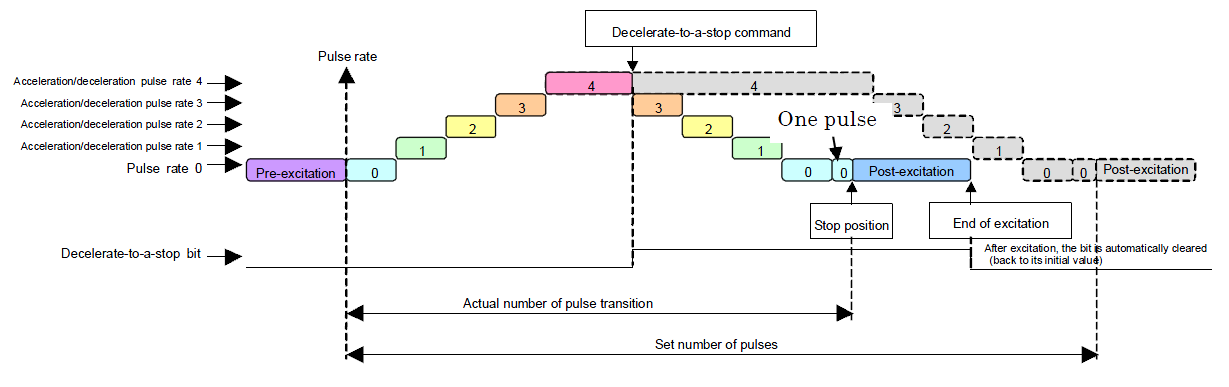 Decelerate-to-a-stop command
Pulse rate
Acceleration/deceleration pulse rate 4
4
4
Acceleration/deceleration pulse rate 3
3
3
3
Acceleration/deceleration pulse rate 2
2
2
One pulse
2
Acceleration/deceleration pulse rate 1
1
1
1
Pulse rate 0
Pre-excitation
0
0
0
Post-excitation
0
0
Post-excitation
Stop position
End of excitation
Decelerate-to-a-stop bit
After excitation, the bit is automatically cleared
(back to its initial value)
Actual number of pulse transition
Set number of pulses